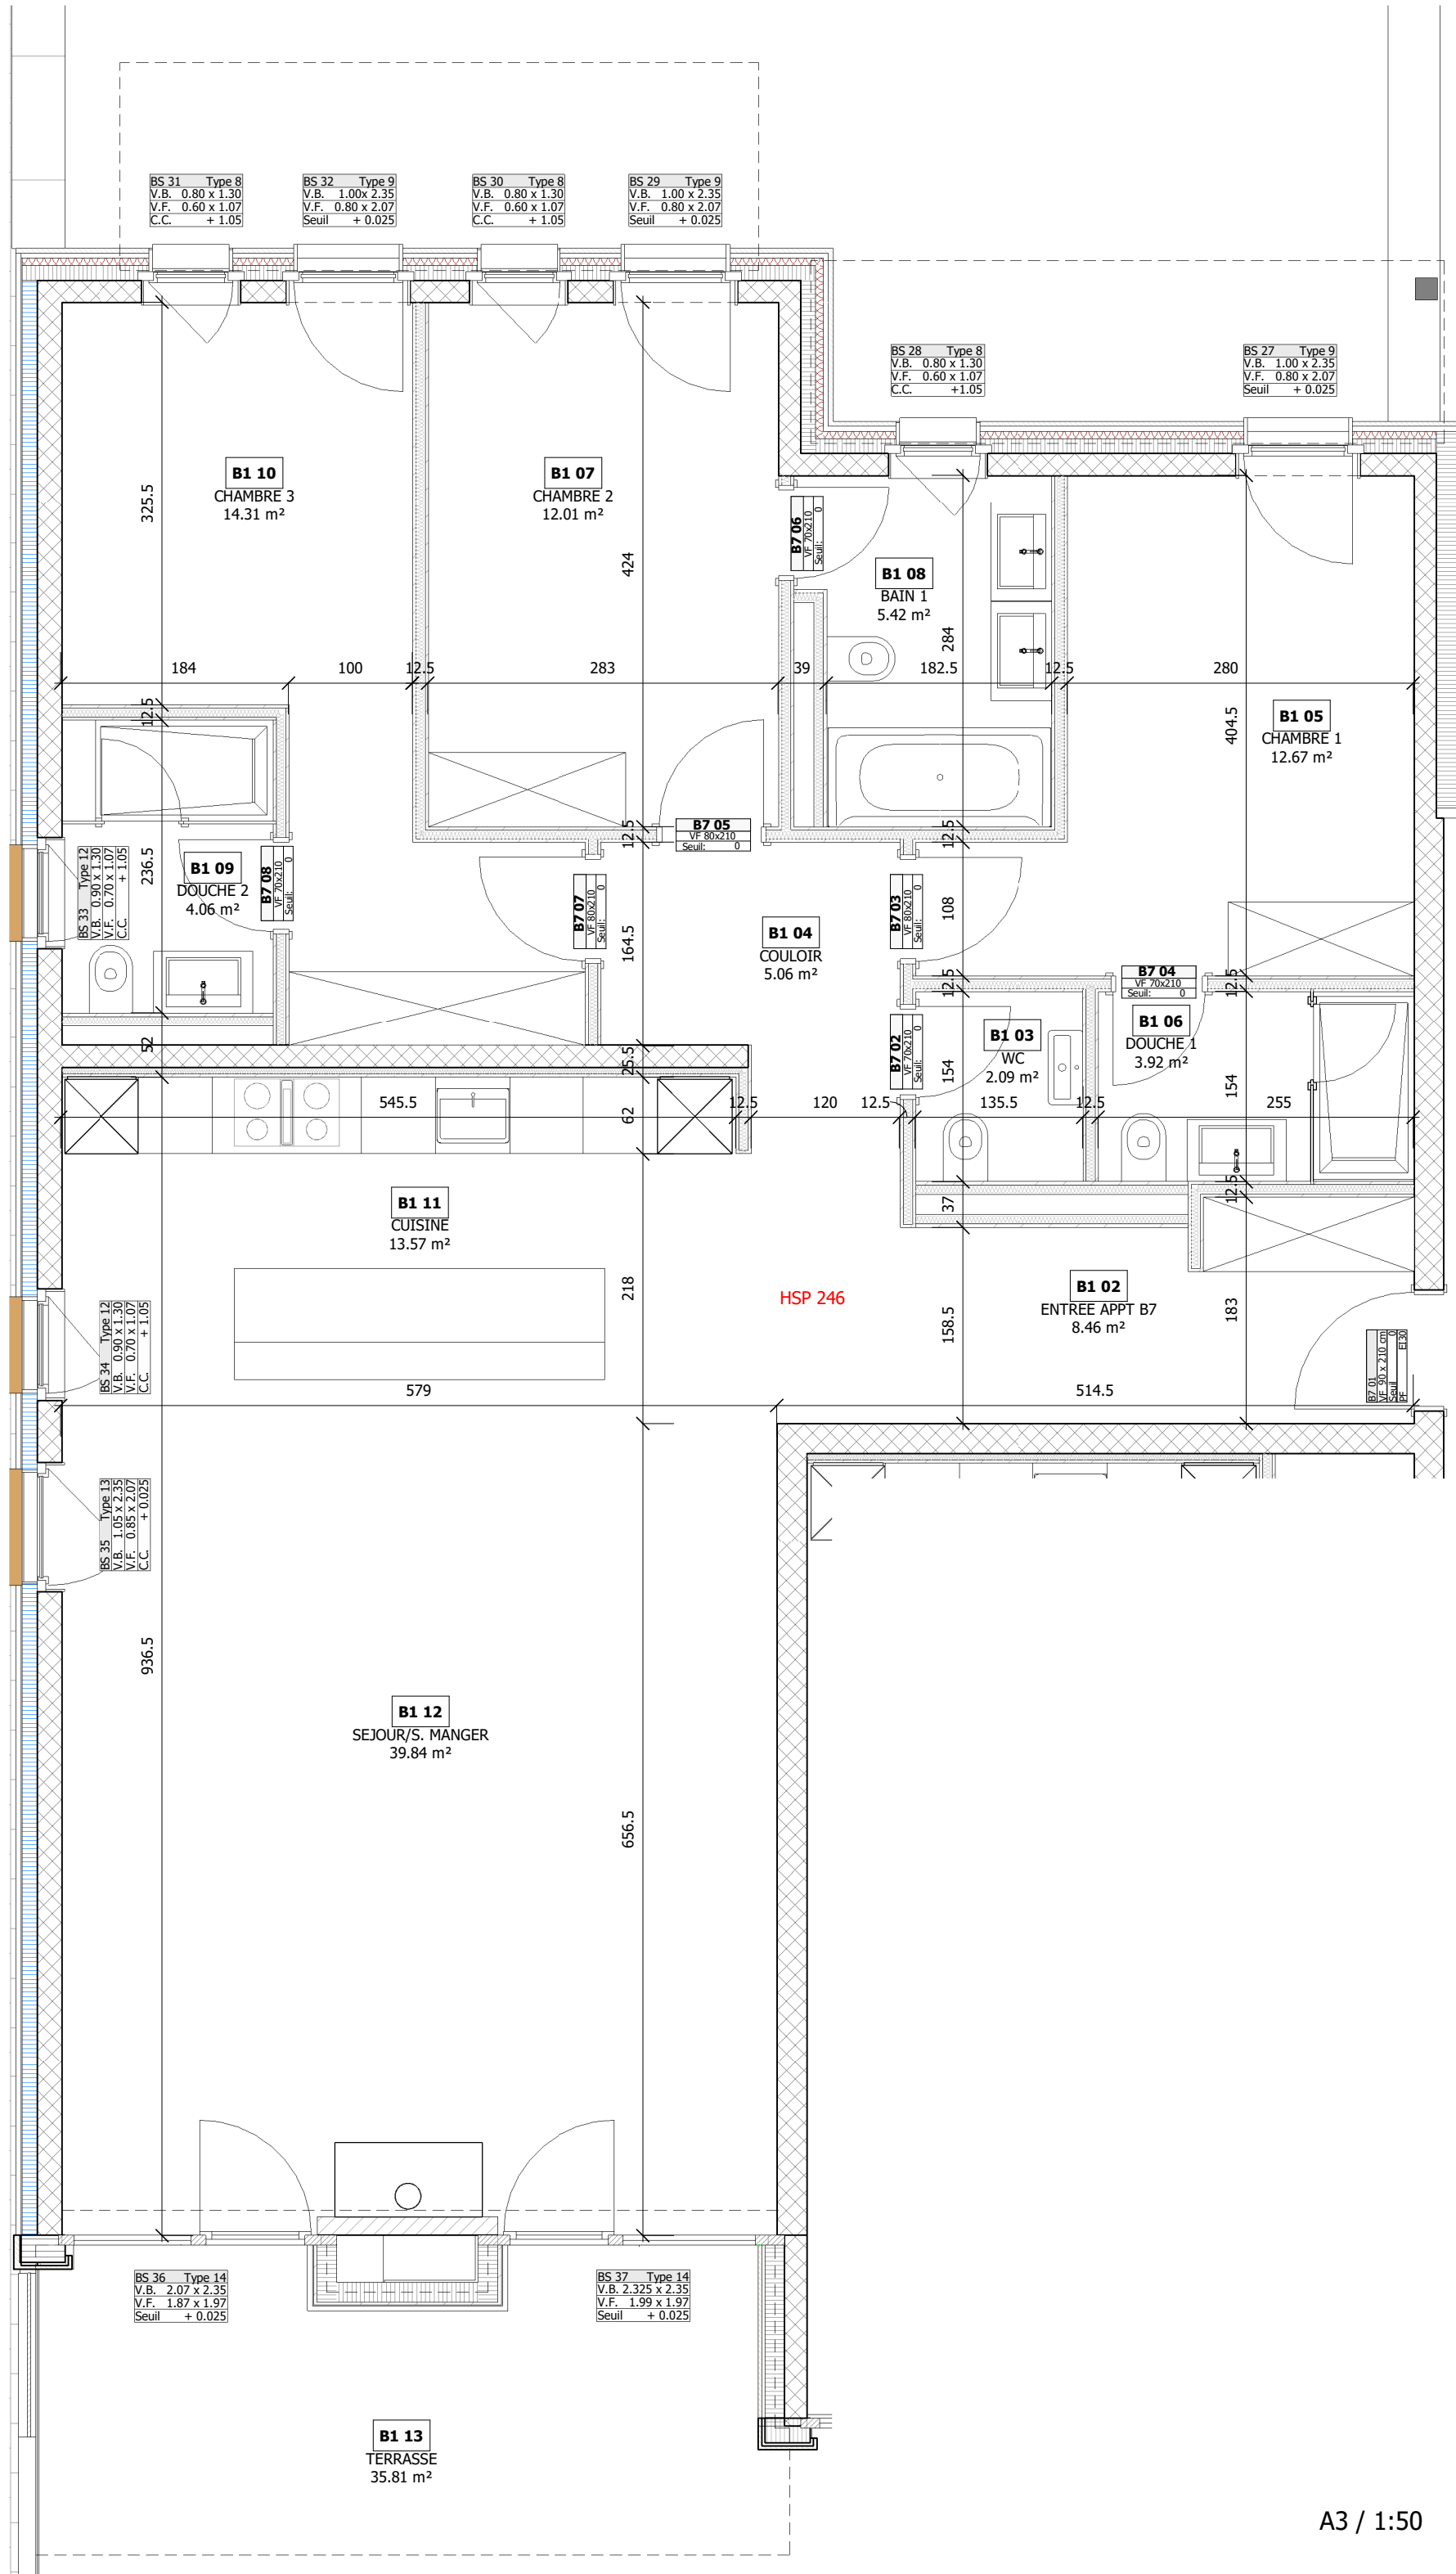 BS 31 Type 8
V.B. 0.80 x 1.30
V.F. 0.60 x 1.07
C.C. + 1.05
BS 32 Type 9
V.B. 1.00x 2.35
V.F. 0.80 x 2.07
Seuil + 0.025
BS 30 Type 8
V.B. 0.80 x 1.30
V.F. 0.60 x 1.07
C.C. + 1.05
BS 29 Type 9
V.B. 1.00 x 2.35
V.F. 0.80 x 2.07
Seuil + 0.025
BS 28 Type 8
V.B. 0.80 x 1.30
V.F. 0.60 x 1.07
C.C. +1.05
BS 27 Type 9
V.B. 1.00 x 2.35
V.F. 0.80 x 2.07
Seuil + 0.025
B1 10
CHAMBRE 3
14.31 m²
325.5
B1 07
CHAMBRE 2
12.01 m²
424
B7 06
VF 70x210
Seuil: 0
B1 08
BAIN 1
5.42 m²
284
184
100
12.5
283
39
182.5
12.5
280
B1 05
CHAMBRE 1
12.67 m²
404.5
12.5
12.5
B7 05
VF 80x210
Seuil: 0
12.5
BS 33 Type 12
V.B. 0.90 x 1.30
V.F. 0.70 x 1.07
C.C. + 1.05
236.5
B1 09
DOUCHE 2
4.06 m²
B7 08
VF 70x210
Seuil: 0
B7 07
VF 80x210
Seuil: 0
164.5
B1 04
COULOIR
5.06 m²
B7 03
VF 80x210
Seuil: 0
108
12.5
B7 04
VF 70x210
Seuil: 0
12.5
52
25.5
B7 02
VF 70x210
Seuil: 0
154
B1 03
WC
2.09 m²
B1 06
DOUCHE 1
3.92 m²
154
545.5
62
12.5
120
12.5
135.5
12.5
255
B1 11
CUISINE
13.57 m²
37
12.5
218
HSP 246
158.5
B1 02
ENTREE APPT B7
8.46 m²
183
BS 34 Type 12
V.B. 0.90 x 1.30
V.F. 0.70 x 1.07
C.C. + 1.05
B7 01
VF 90 x 210 cm
Seuil 0
PF EI30
579
514.5
BS 35 Type 13
V.B. 1.05 x 2.35
V.F. 0.85 x 2.07
C.C. + 0.025
936.5
B1 12
SEJOUR/S. MANGER
39.84 m²
656.5
BS 36 Type 14
V.B. 2.07 x 2.35
V.F. 1.87 x 1.97
Seuil + 0.025
BS 37 Type 14
V.B. 2.325 x 2.35
V.F. 1.99 x 1.97
Seuil + 0.025
B1 13
TERRASSE
35.81 m²
A3 / 1:50